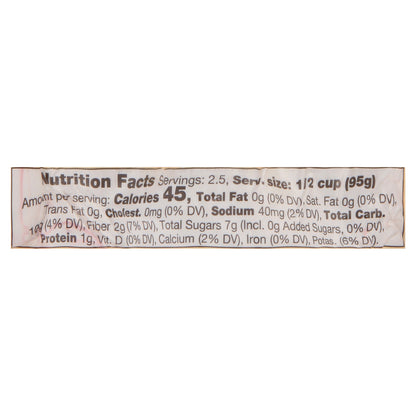 Nutrition Facts Servings: 2.5, Serv. size: 1/2 cup (95g)
Amount per serving: Calories 45, Total Fat 0g (0% DV), Sat. Fat 0g (0% DV),
Trans Fat 0g, Cholest. 0mg (0% DV), Sodium 40mg (2% DV), Total Carb.
10g (4% DV), Fiber 2g (7% DV), Total Sugars 7g (Incl. 0g Added Sugars, 0% DV),
Protein 1g, Vit. D (0% DV), Calcium (2% DV), Iron (0% DV), Potas. (6% DV).